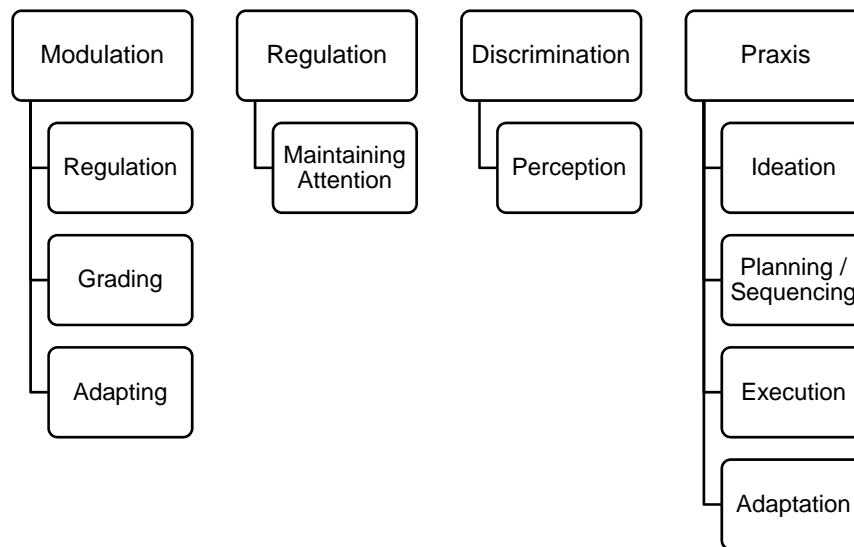 Modulation
Regulation
Grading
Adapting
Regulation
Maintaining
Attention
Discrimination
Perception
Praxis
Ideation
Planning /
Sequencing
Execution
Adaptation